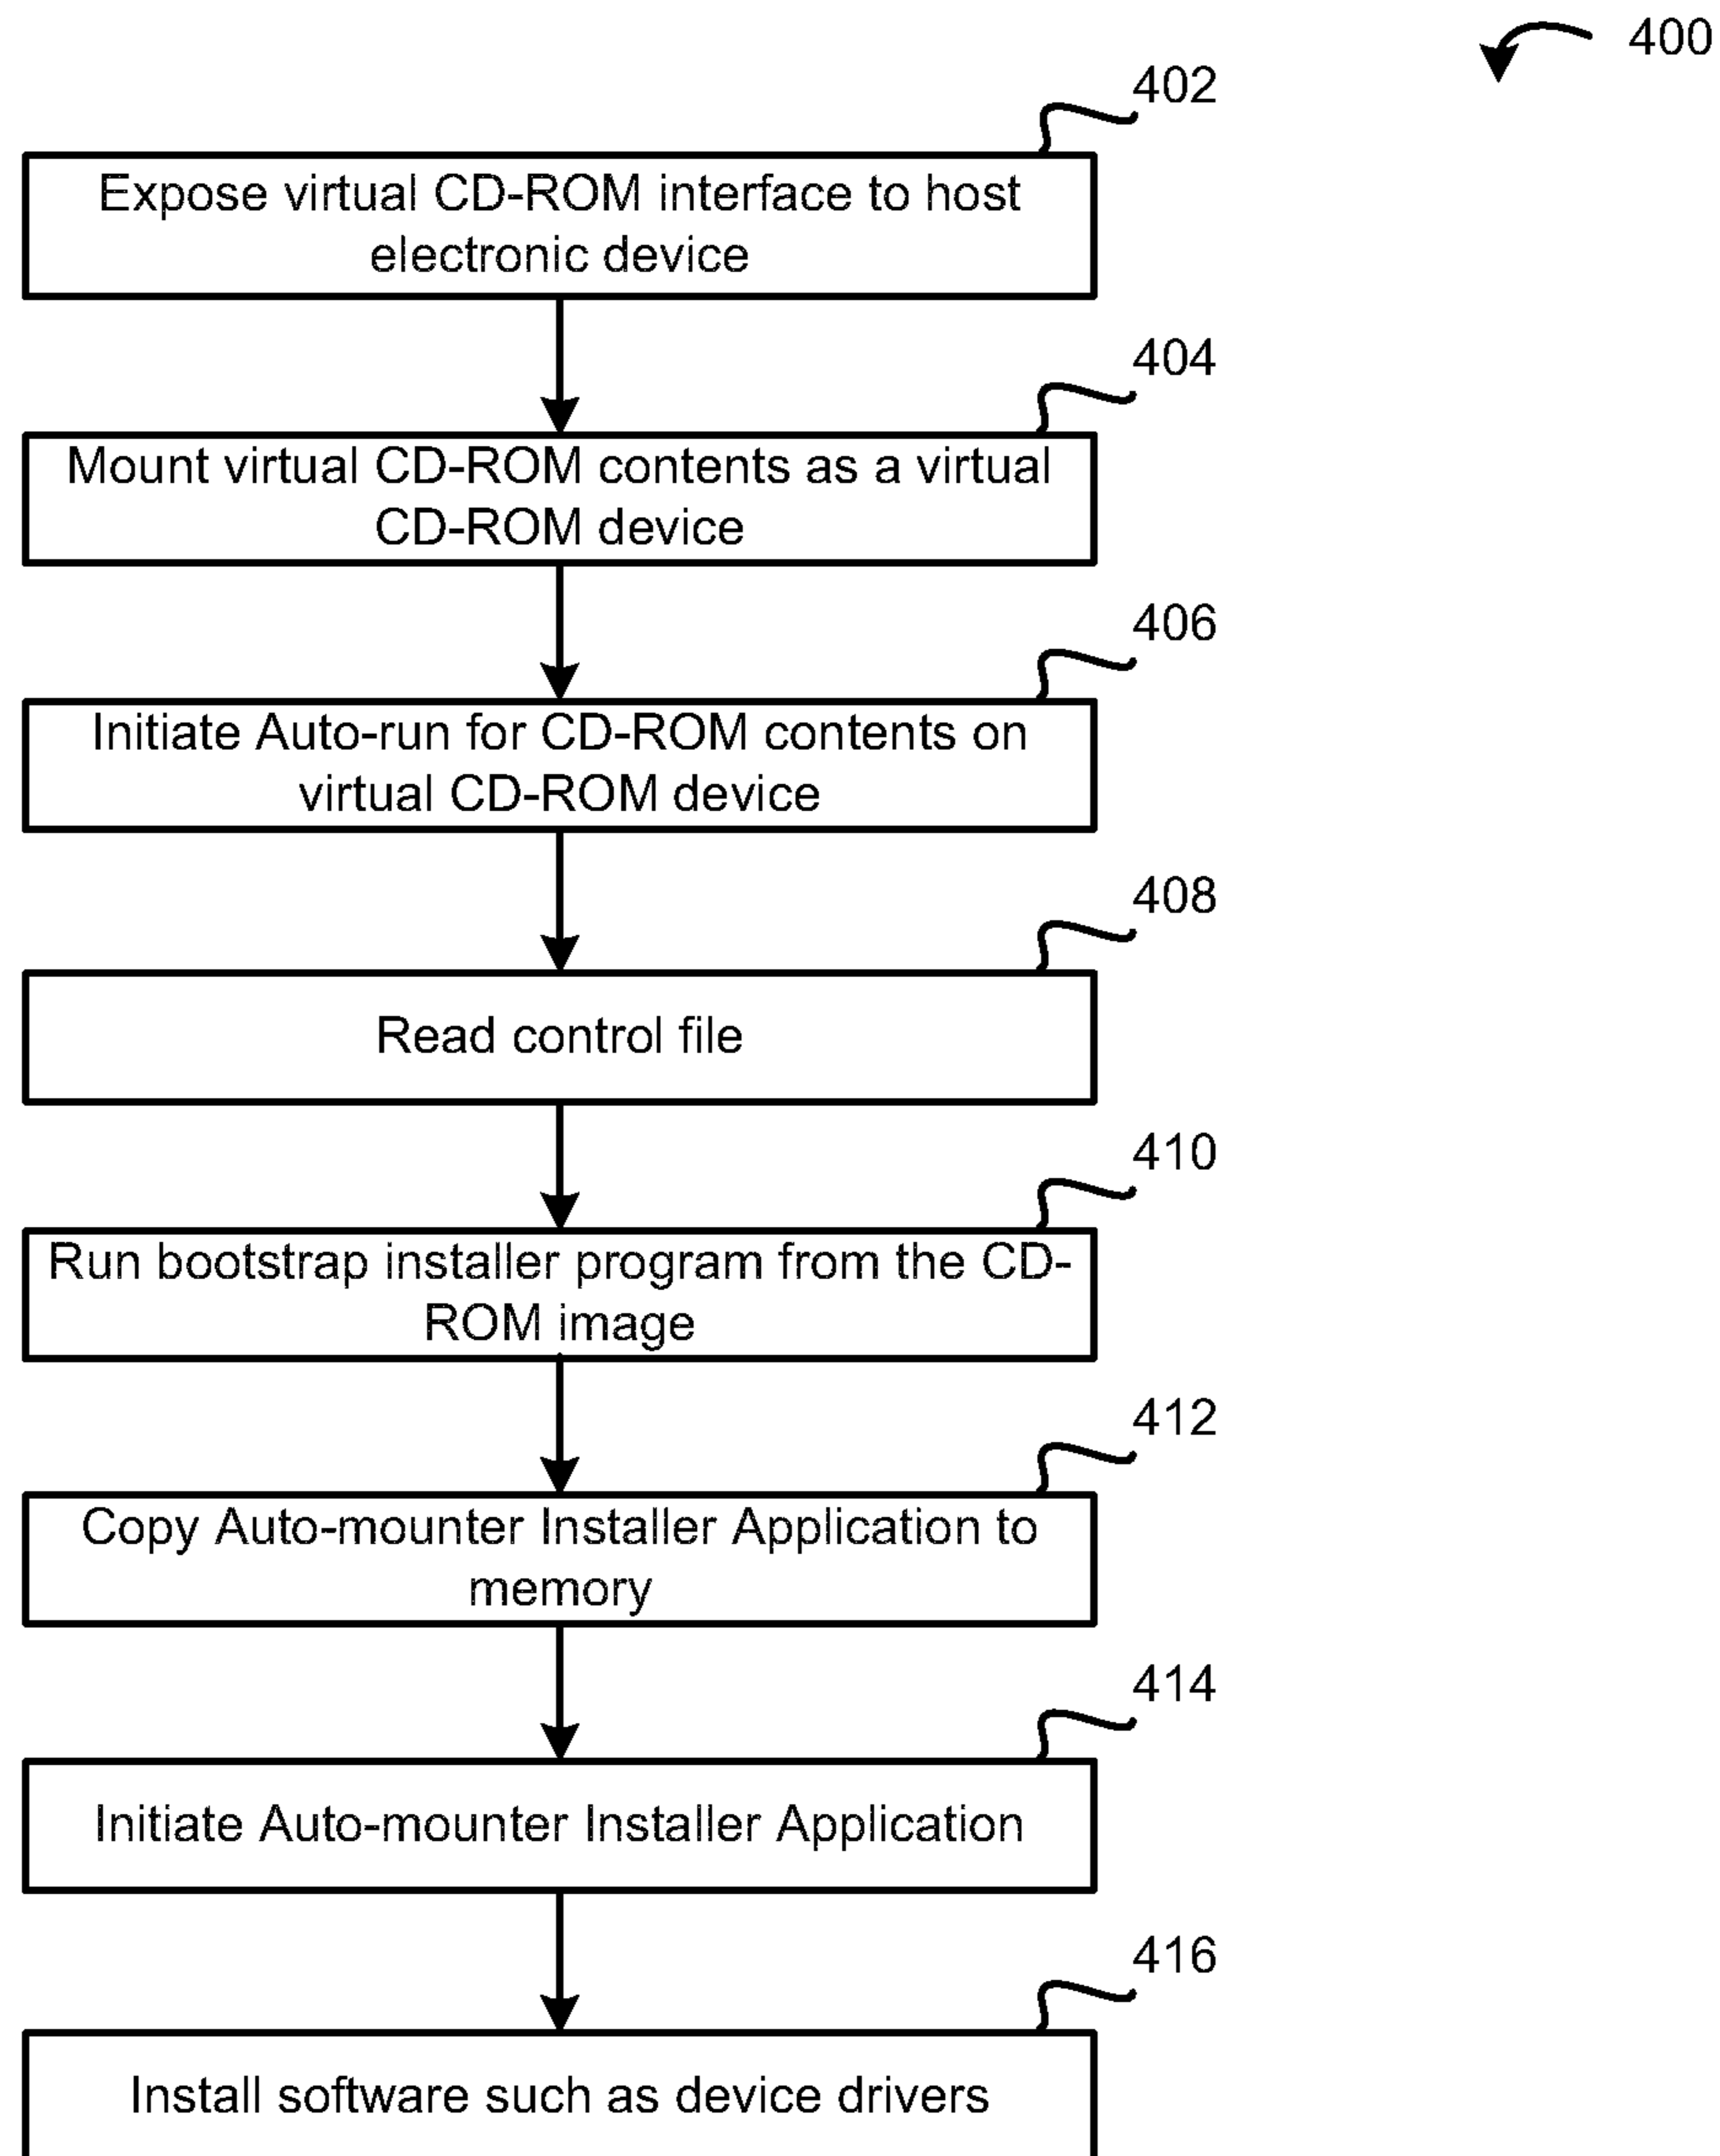 400
402
Expose virtual CD-ROM interface to host
electronic device
404
Mount virtual CD-ROM contents as a virtual
CD-ROM device
406
Initiate Auto-run for CD-ROM contents on
virtual CD-ROM device
408
Read control file
410
Run bootstrap installer program from the CD-
ROM image
412
Copy Auto-mounter Installer Application to
memory
414
Initiate Auto-mounter Installer Application
416
Install software such as device drivers